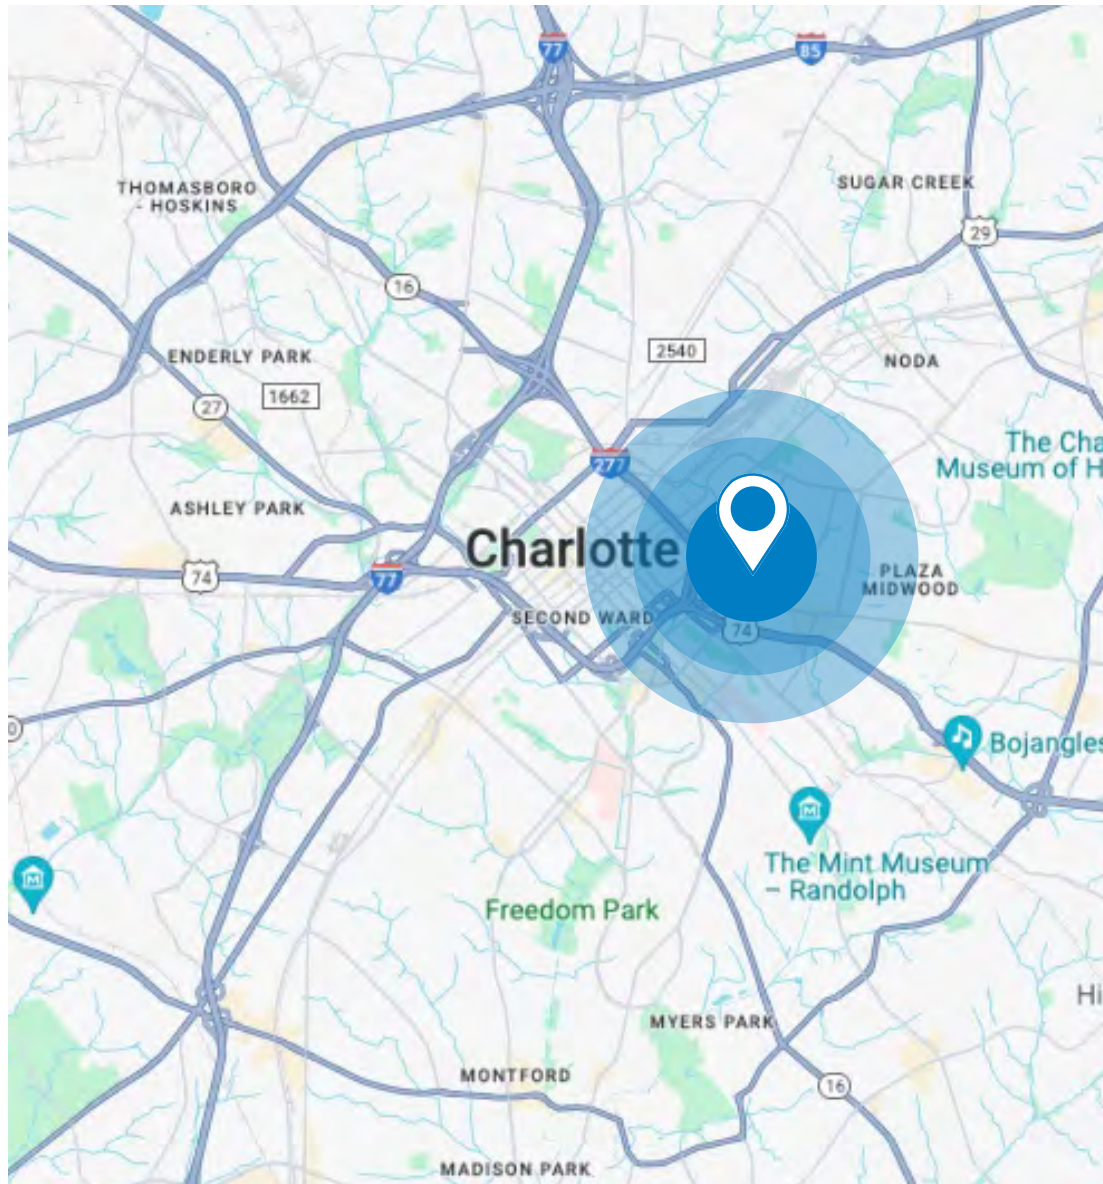 77
85
THOMASBORO
- HOSKINS
SUGAR CREEK
29
16
2540
ENDERLY PARK
NODA
1662
27
The Cha
Museum of H
277
ASHLEY PARK
Charlotte
74
77
PLAZA
MIDWOOD
SECOND WARD
74
0
Bojangles
The Mint Museum
– Randolph
Freedom Park
Hi
MYERS PARK
MONTFORD
16
MADISON PARK